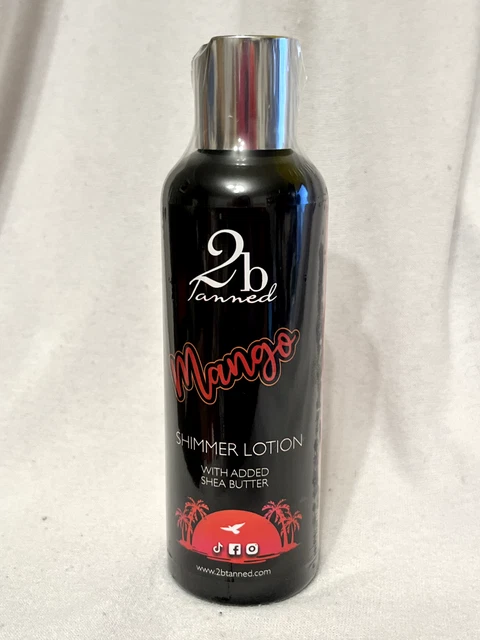 2b
Tanned
Mango
SHIMMER LOTION
WITH ADDED
SHEA BUTTER
www.2btanned.com